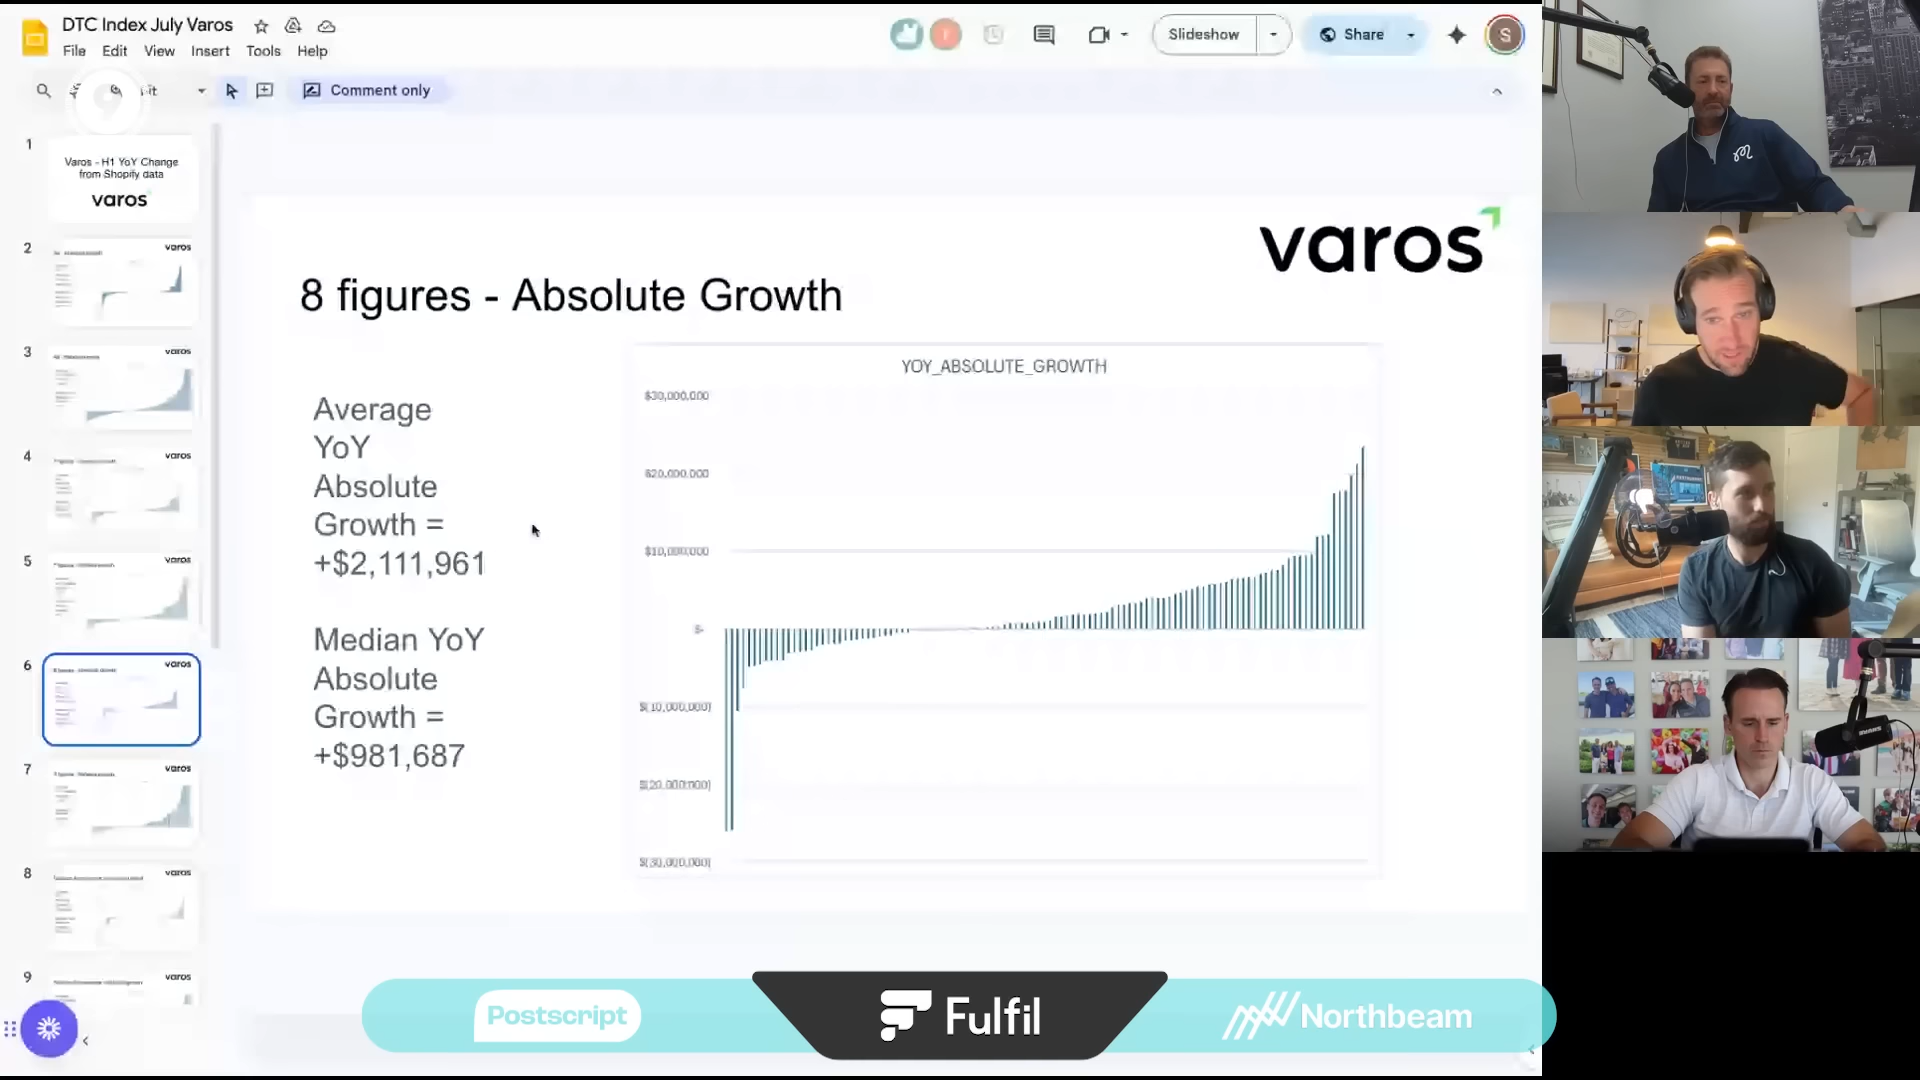 DTC Index July Varos
File Edit View Insert Tools Help
Slideshow
Share
S
Comment only
1
Varos - H1 YoY Change
from Shopify data
varos
2
varos
3
varos
4
varos
5
varos
6
varos
7
varos
8
varos
9
varos
varos
8 figures - Absolute Growth
Average
YoY
Absolute
Growth =
+$2,111,961
Median YoY
Absolute
Growth =
+$981,687
YOY_ABSOLUTE_GROWTH
$30,000,000
$20,000,000
$10,000,000
$-
$(10,000,000)
$(20,000,000)
$(30,000,000)
Postscript
Fulfil
Northbeam